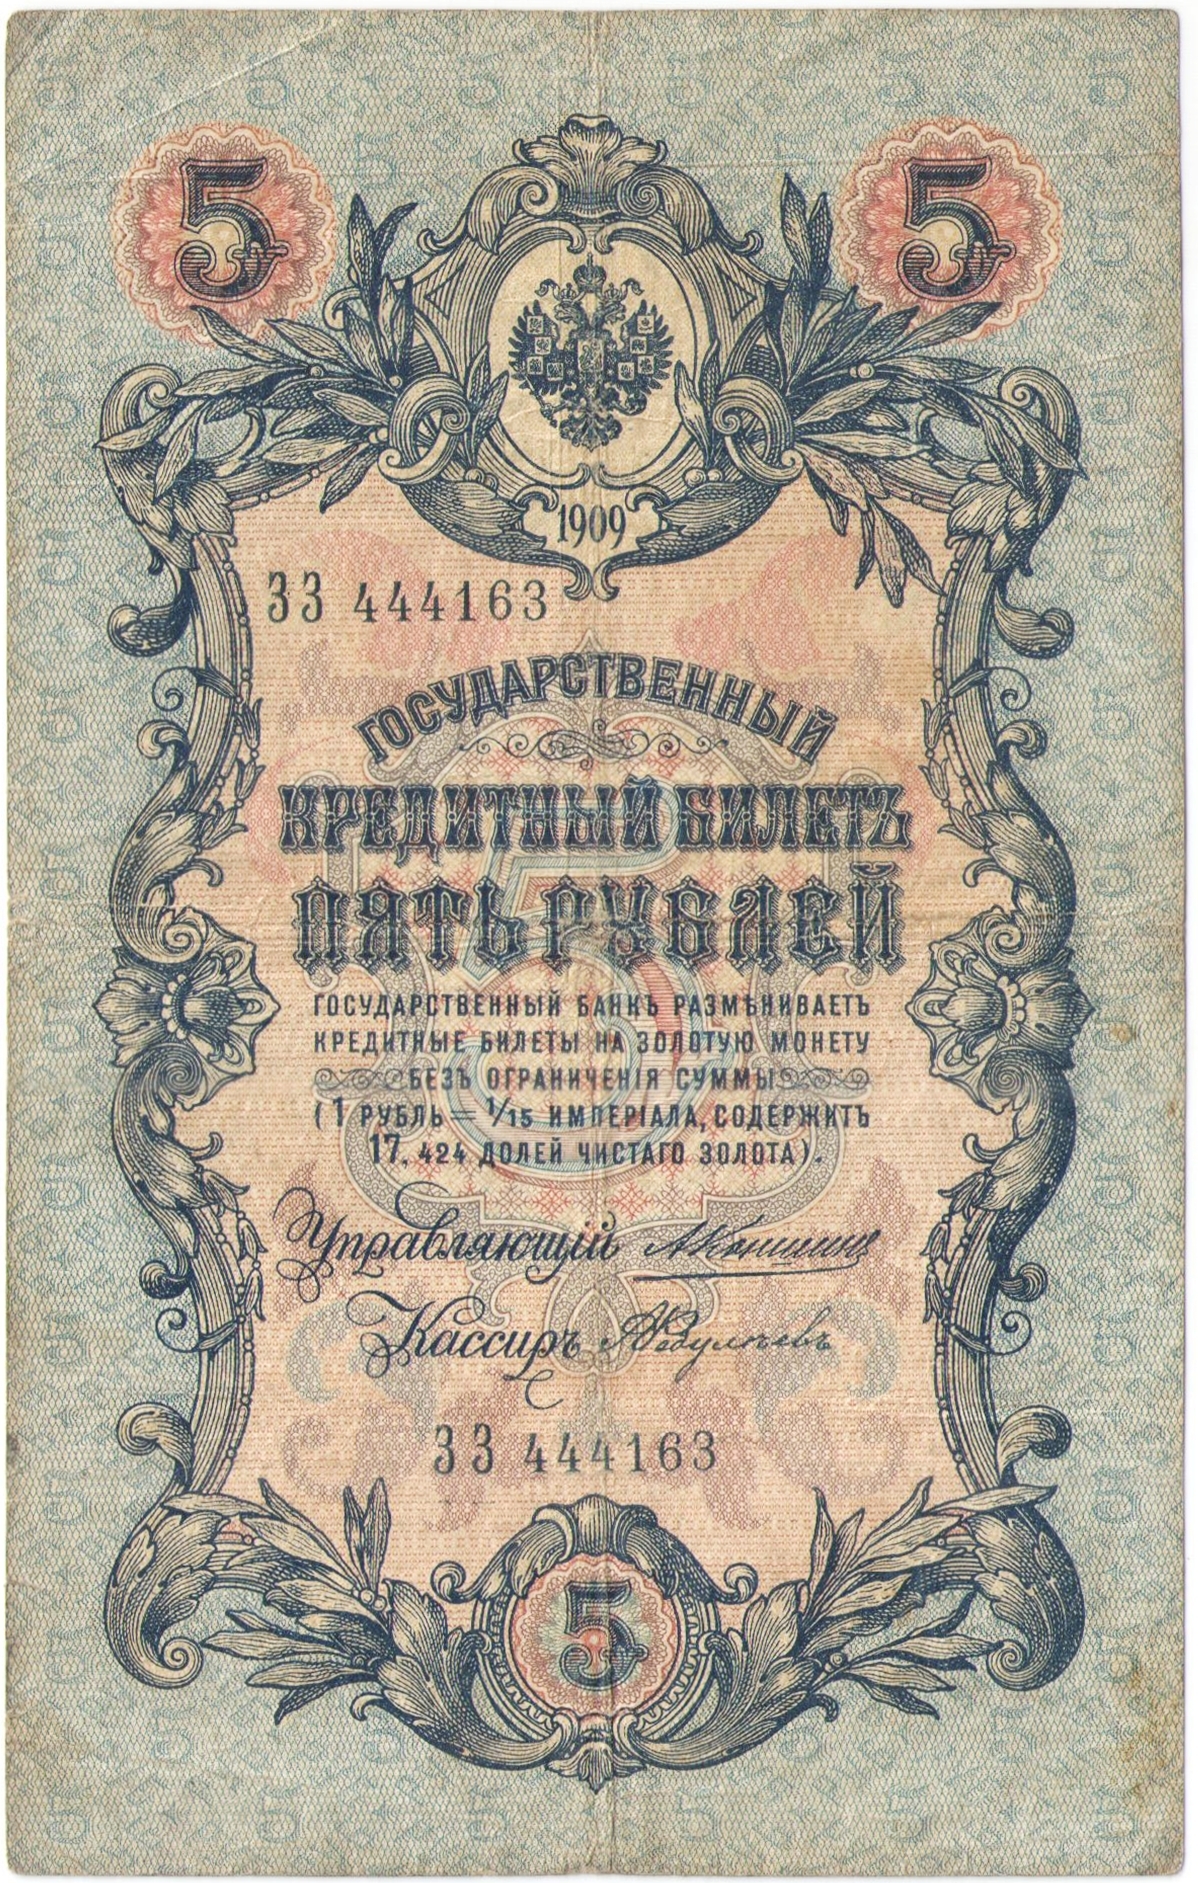 5 5
1909
ЗЗ 444163
ГОСУДАРСТВЕННЫЙ
КРЕДИТНЫЙ БИЛЕТЪ
ПЯТЬ РУБЛЕЙ
ГОСУДАРСТВЕННЫЙ БАНКЪ РАЗМѢНИВАЕТЪ
КРЕДИТНЫЕ БИЛЕТЫ НА ЗОЛОТУЮ МОНЕТУ
БЕЗЪ ОГРАНИЧЕНІЯ СУММЫ
(1 РУБЛЬ = 1/15 ИМПЕРІАЛА, СОДЕРЖИТЪ
17,424 ДОЛЕЙ ЧИСТАГО ЗОЛОТА).
Управляющій
Кассиръ
ЗЗ 444163
5